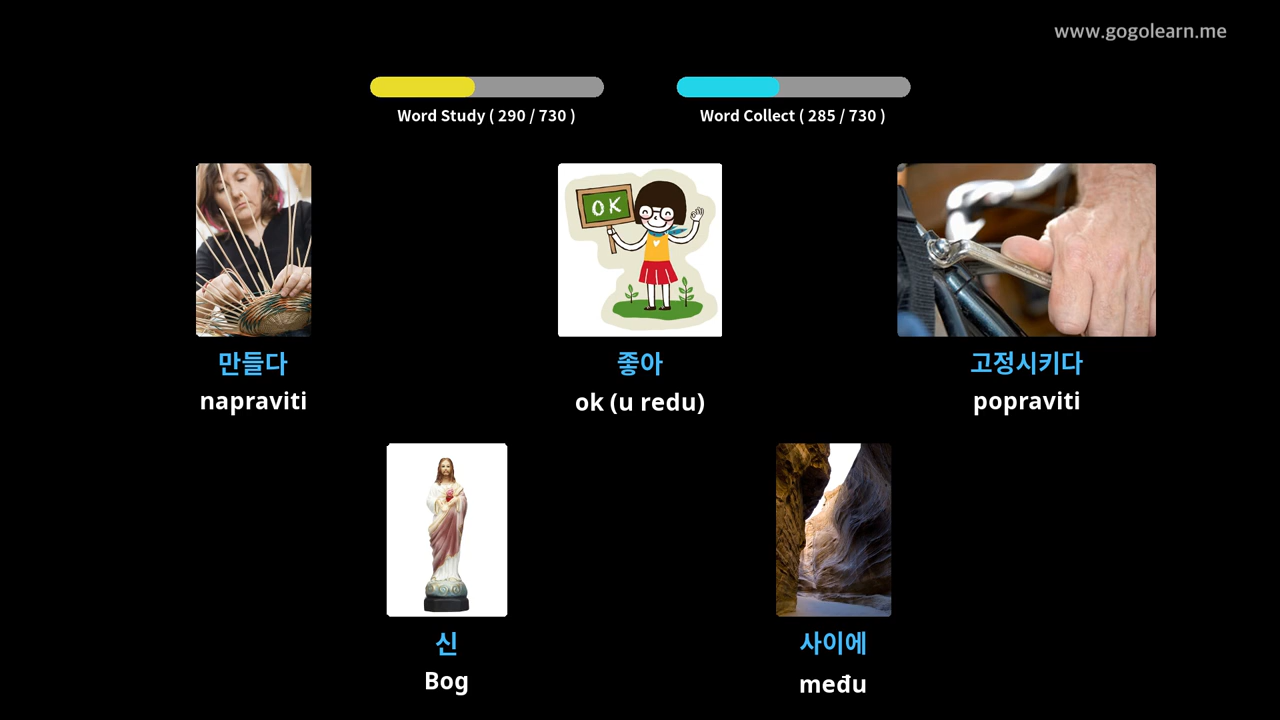 www.gogolearn.me
Word Study ( 290 / 730 )
Word Collect ( 285 / 730 )
OK
만들다
napraviti
좋아
ok (u redu)
고정시키다
popraviti
신
Bog
사이에
među